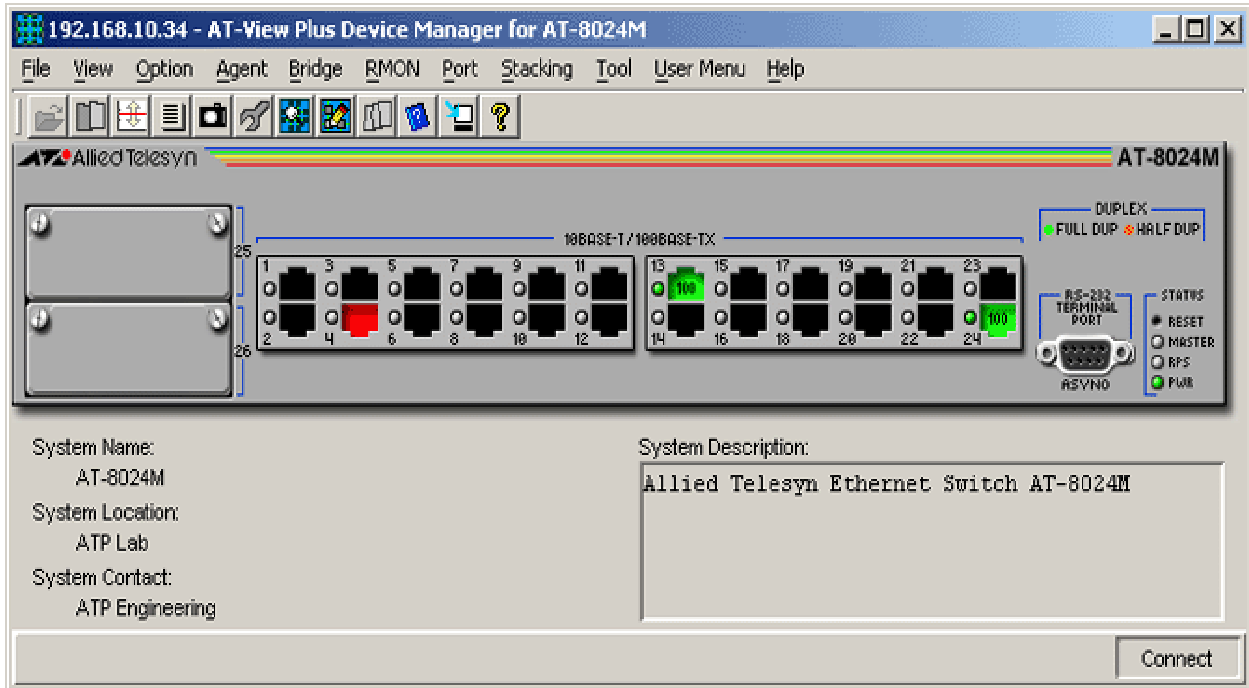 192.168.10.34 - AT-View Plus Device Manager for AT-8024M
File View Option Agent Bridge RMON Port Stacking Tool User Menu Help
Allied Telesyn
AT-8024M
DUPLEX
FULL DUP HALF DUP
10BASE-T/100BASE-TX
25
1 3 5 7 9 11 13 15 17 19 21 23
100
100
2 4 6 8 10 12 14 16 18 20 22 24
26
RS-232
TERMINAL
PORT
ASYNO
STATUS
RESET
MASTER
RPS
PWR
System Name:
AT-8024M
System Location:
ATP Lab
System Contact:
ATP Engineering
System Description:
Allied Telesyn Ethernet Switch AT-8024M
Connect